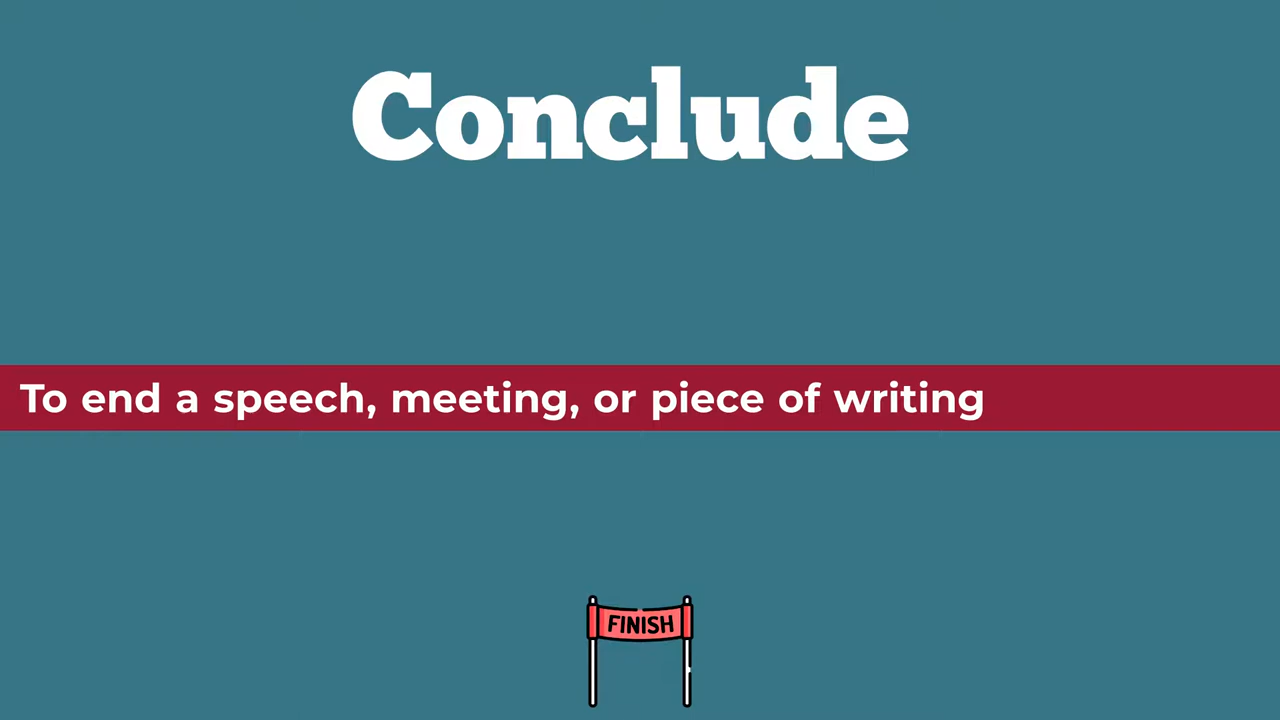 Conclude
To end a speech, meeting, or piece of writing
FINISH